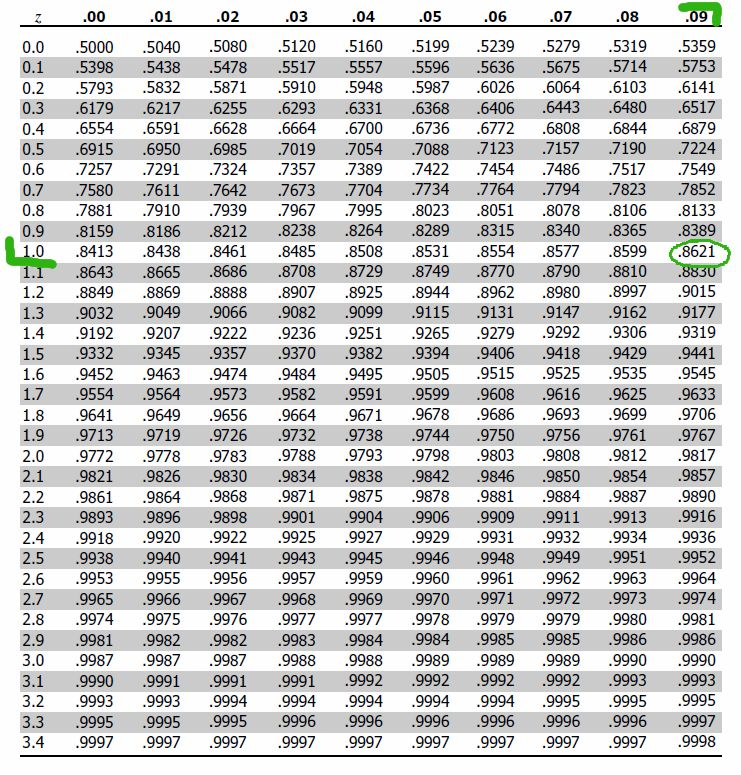 z .00 .01 .02 .03 .04 .05 .06 .07 .08 .09
0.0 .5000 .5040 .5080 .5120 .5160 .5199 .5239 .5279 .5319 .5359
0.1 .5398 .5438 .5478 .5517 .5557 .5596 .5636 .5675 .5714 .5753
0.2 .5793 .5832 .5871 .5910 .5948 .5987 .6026 .6064 .6103 .6141
0.3 .6179 .6217 .6255 .6293 .6331 .6368 .6406 .6443 .6480 .6517
0.4 .6554 .6591 .6628 .6664 .6700 .6736 .6772 .6808 .6844 .6879
0.5 .6915 .6950 .6985 .7019 .7054 .7088 .7123 .7157 .7190 .7224
0.6 .7257 .7291 .7324 .7357 .7389 .7422 .7454 .7486 .7517 .7549
0.7 .7580 .7611 .7642 .7673 .7704 .7734 .7764 .7794 .7823 .7852
0.8 .7881 .7910 .7939 .7967 .7995 .8023 .8051 .8078 .8106 .8133
0.9 .8159 .8186 .8212 .8238 .8264 .8289 .8315 .8340 .8365 .8389
1.0 .8413 .8438 .8461 .8485 .8508 .8531 .8554 .8577 .8599 .8621
1.1 .8643 .8665 .8686 .8708 .8729 .8749 .8770 .8790 .8810 .8830
1.2 .8849 .8869 .8888 .8907 .8925 .8944 .8962 .8980 .8997 .9015
1.3 .9032 .9049 .9066 .9082 .9099 .9115 .9131 .9147 .9162 .9177
1.4 .9192 .9207 .9222 .9236 .9251 .9265 .9279 .9292 .9306 .9319
1.5 .9332 .9345 .9357 .9370 .9382 .9394 .9406 .9418 .9429 .9441
1.6 .9452 .9463 .9474 .9484 .9495 .9505 .9515 .9525 .9535 .9545
1.7 .9554 .9564 .9573 .9582 .9591 .9599 .9608 .9616 .9625 .9633
1.8 .9641 .9649 .9656 .9664 .9671 .9678 .9686 .9693 .9699 .9706
1.9 .9713 .9719 .9726 .9732 .9738 .9744 .9750 .9756 .9761 .9767
2.0 .9772 .9778 .9783 .9788 .9793 .9798 .9803 .9808 .9812 .9817
2.1 .9821 .9826 .9830 .9834 .9838 .9842 .9846 .9850 .9854 .9857
2.2 .9861 .9864 .9868 .9871 .9875 .9878 .9881 .9884 .9887 .9890
2.3 .9893 .9896 .9898 .9901 .9904 .9906 .9909 .9911 .9913 .9916
2.4 .9918 .9920 .9922 .9925 .9927 .9929 .9931 .9932 .9934 .9936
2.5 .9938 .9940 .9941 .9943 .9945 .9946 .9948 .9949 .9951 .9952
2.6 .9953 .9955 .9956 .9957 .9959 .9960 .9961 .9962 .9963 .9964
2.7 .9965 .9966 .9967 .9968 .9969 .9970 .9971 .9972 .9973 .9974
2.8 .9974 .9975 .9976 .9977 .9977 .9978 .9979 .9979 .9980 .9981
2.9 .9981 .9982 .9982 .9983 .9984 .9984 .9985 .9985 .9986 .9986
3.0 .9987 .9987 .9987 .9988 .9988 .9989 .9989 .9989 .9990 .9990
3.1 .9990 .9991 .9991 .9991 .9992 .9992 .9992 .9992 .9993 .9993
3.2 .9993 .9993 .9994 .9994 .9994 .9994 .9994 .9995 .9995 .9995
3.3 .9995 .9995 .9995 .9996 .9996 .9996 .9996 .9996 .9996 .9997
3.4 .9997 .9997 .9997 .9997 .9997 .9997 .9997 .9997 .9997 .9998